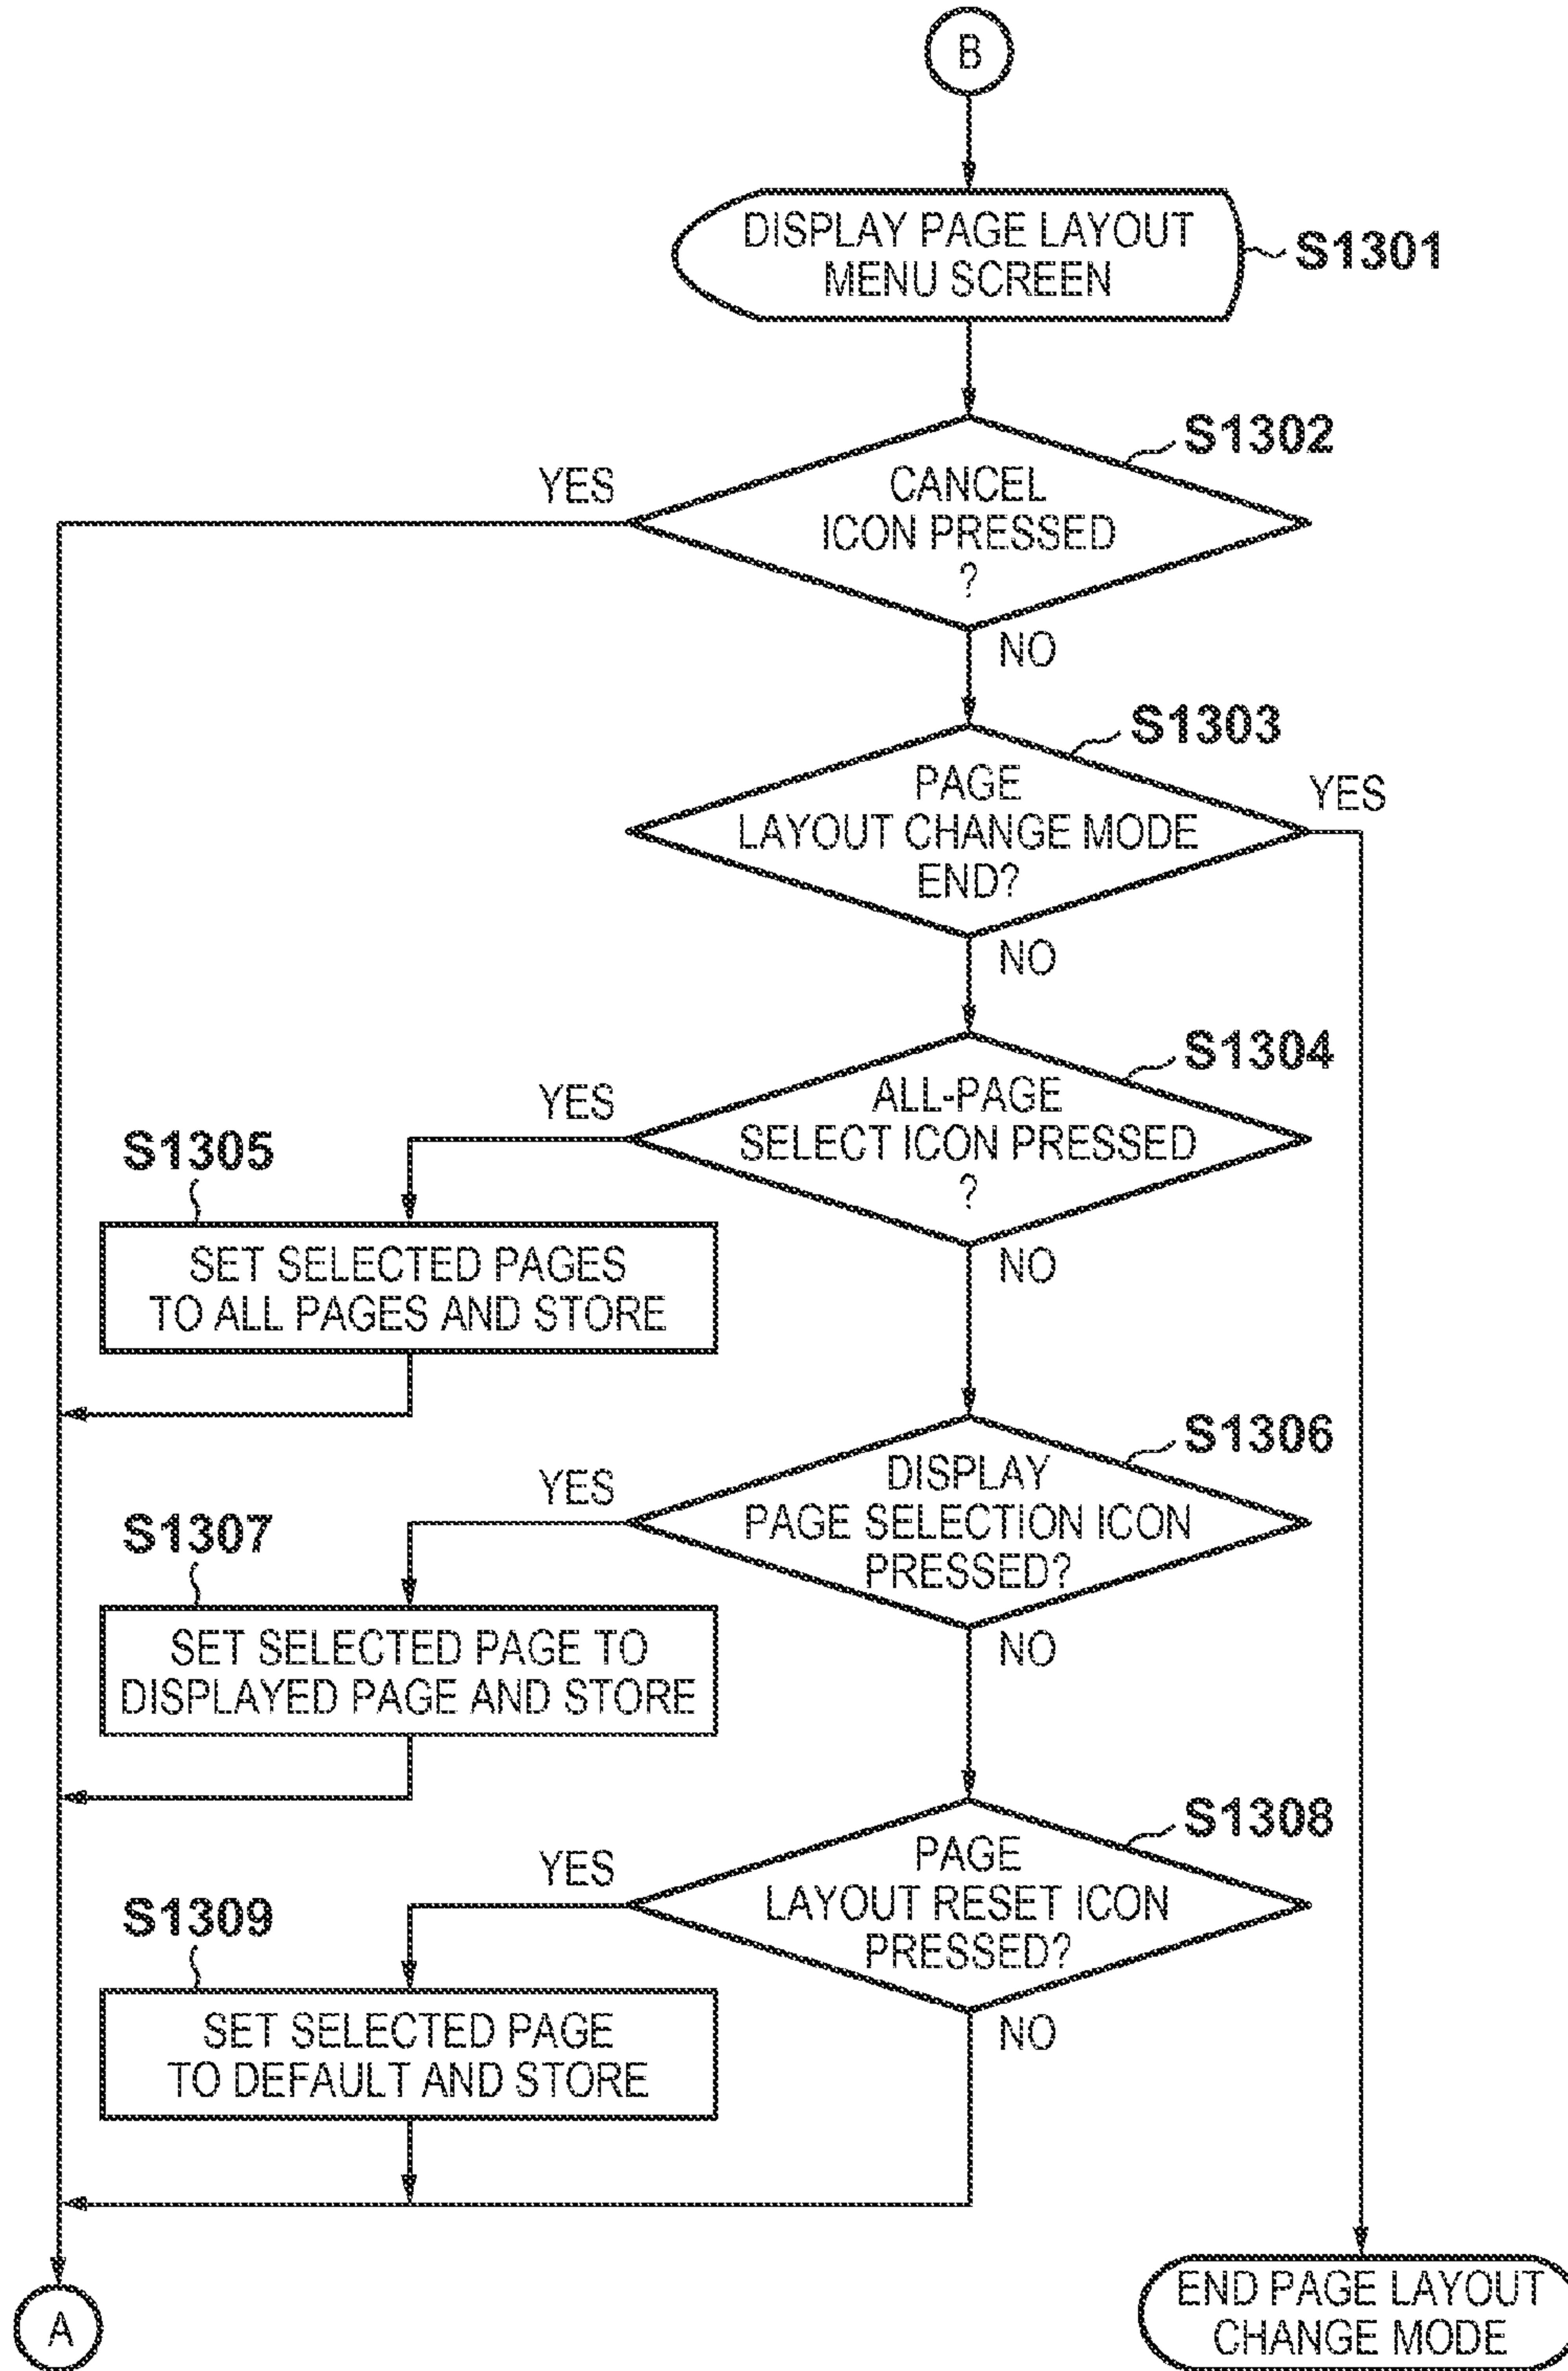 B
DISPLAY PAGE LAYOUT
MENU SCREEN
S1301
S1302
YES
CANCEL
ICON PRESSED
?
NO
S1303
PAGE
LAYOUT CHANGE MODE
END?
YES
NO
S1304
YES
ALL-PAGE
SELECT ICON PRESSED
?
NO
S1305
SET SELECTED PAGES
TO ALL PAGES AND STORE
S1306
YES
DISPLAY
PAGE SELECTION ICON
PRESSED?
NO
S1307
SET SELECTED PAGE TO
DISPLAYED PAGE AND STORE
S1308
YES
PAGE
LAYOUT RESET ICON
PRESSED?
NO
S1309
SET SELECTED PAGE
TO DEFAULT AND STORE
A
END PAGE LAYOUT
CHANGE MODE